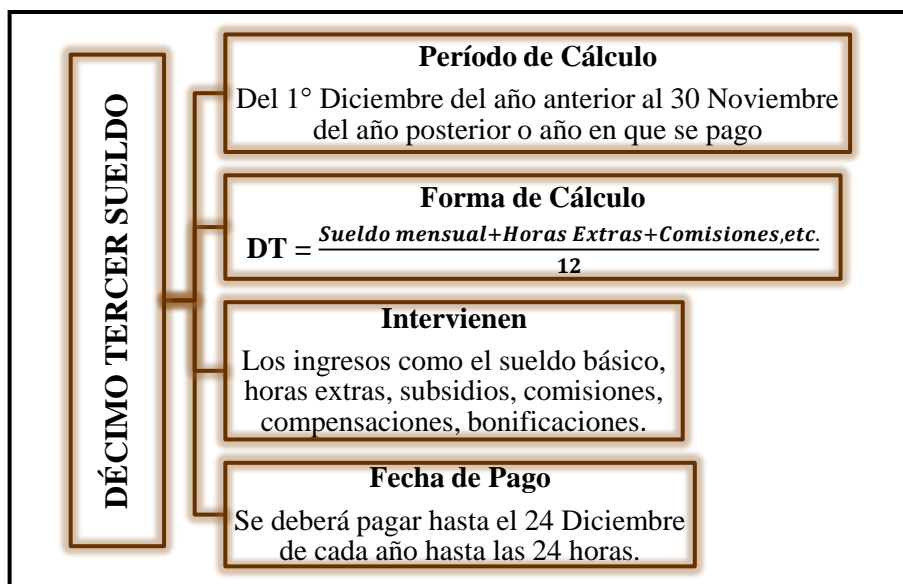 DÉCIMO TERCER SUELDO
Período de Cálculo
Del 1° Diciembre del año anterior al 30 Noviembre
del año posterior o año en que se pago
Forma de Cálculo
DT = Sueldo mensual+Horas Extras+Comisiones,etc.
12
Intervienen
Los ingresos como el sueldo básico,
horas extras, subsidios, comisiones,
compensaciones, bonificaciones.
Fecha de Pago
Se deberá pagar hasta el 24 Diciembre
de cada año hasta las 24 horas.